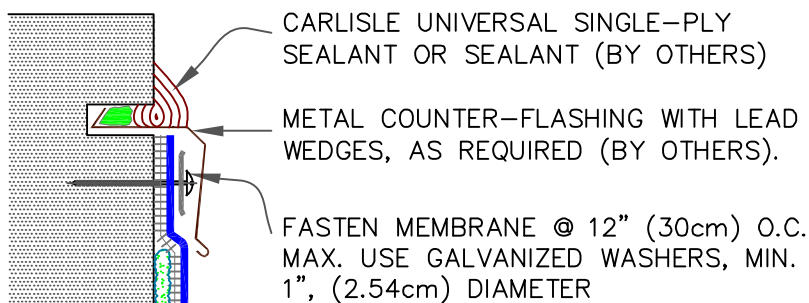 CARLISLE UNIVERSAL SINGLE-PLY
SEALANT OR SEALANT (BY OTHERS)
METAL COUNTER-FLASHING WITH LEAD
WEDGES, AS REQUIRED (BY OTHERS).
FASTEN MEMBRANE @ 12" (30cm) O.C.
MAX. USE GALVANIZED WASHERS, MIN.
1", (2.54cm) DIAMETER